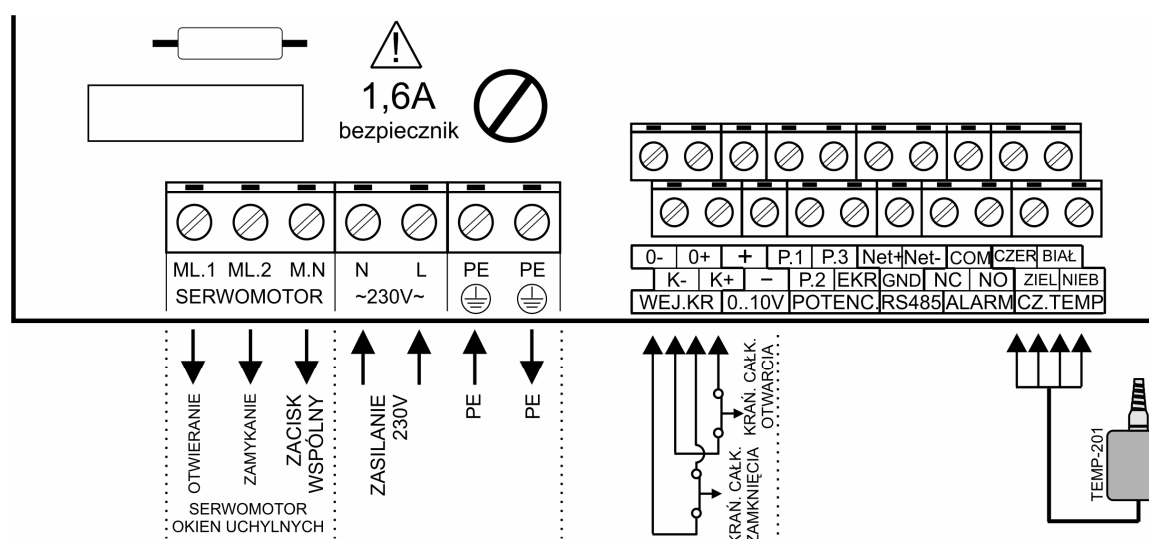 !
1,6A
bezpiecznik
ML.1 ML.2 M.N N L PE PE
SERWOMOTOR ~230V~
0- 0+ + P.1 P.3 Net+ Net- COM CZER BIAŁ
K- K+ − P.2 EKR GND NC NO ZIEL NIEB
WEJ.KR 0..10V POTENC. RS485 ALARM CZ.TEMP
OTWIERANIE
ZAMYKANIE
ZACISK
WSPÓLNY
ZASILANIE
230V
PE
PE
SERWOMOTOR
OKIEN UCHYLNYCH
KRAŃ. CAŁK.
OTWARCIA
KRAŃ. CAŁK.
ZAMKNIĘCIA
TEMP-201